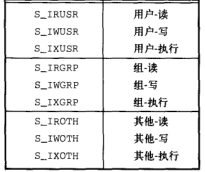 S_IRUSR 用户-读
S_IWUSR 用户-写
S_IXUSR 用户-执行
S_IRGRP 组-读
S_IWGRP 组-写
S_IXGRP 组-执行
S_IROTH 其他-读
S_IWOTH 其他-写
S_IXOTH 其他-执行